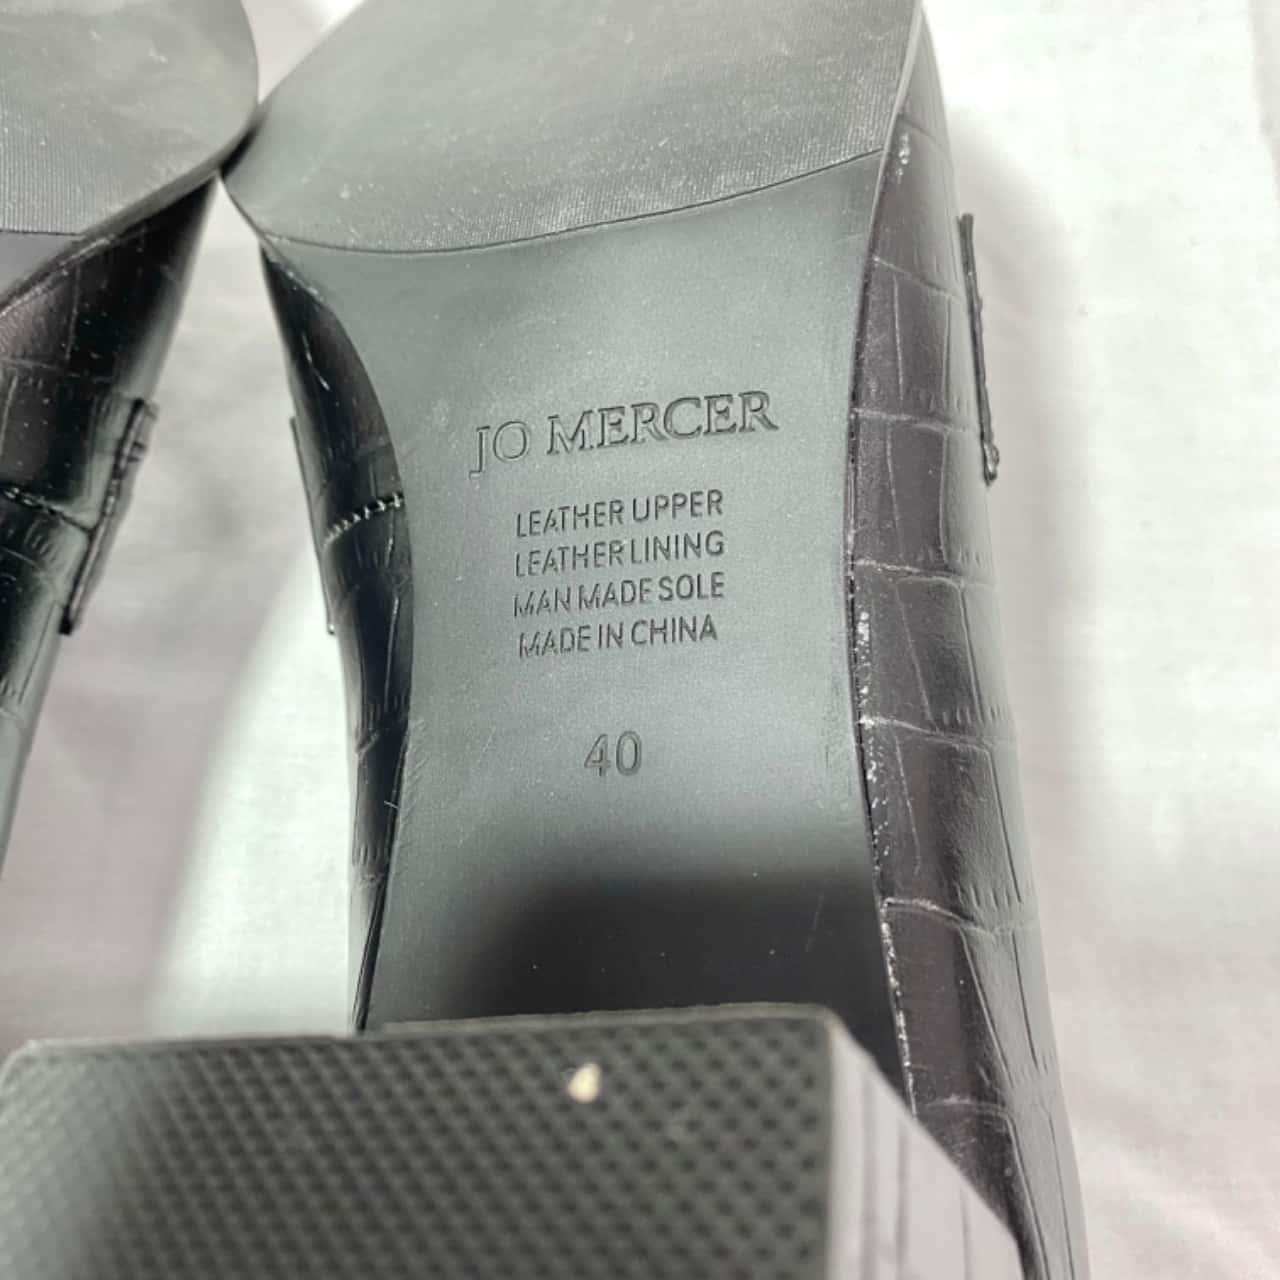 JO MERCER
LEATHER UPPER
LEATHER LINING
MAN MADE SOLE
MADE IN CHINA
40